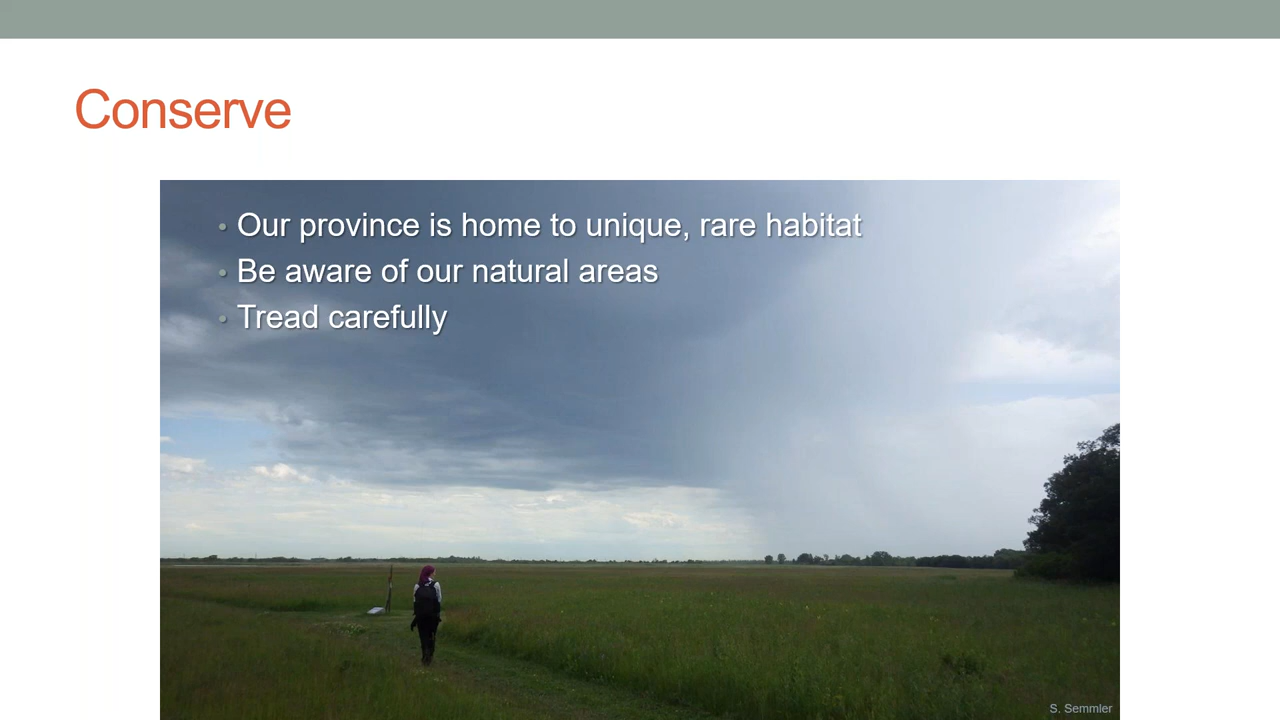 Conserve
• Our province is home to unique, rare habitat
• Be aware of our natural areas
• Tread carefully
S. Semmler